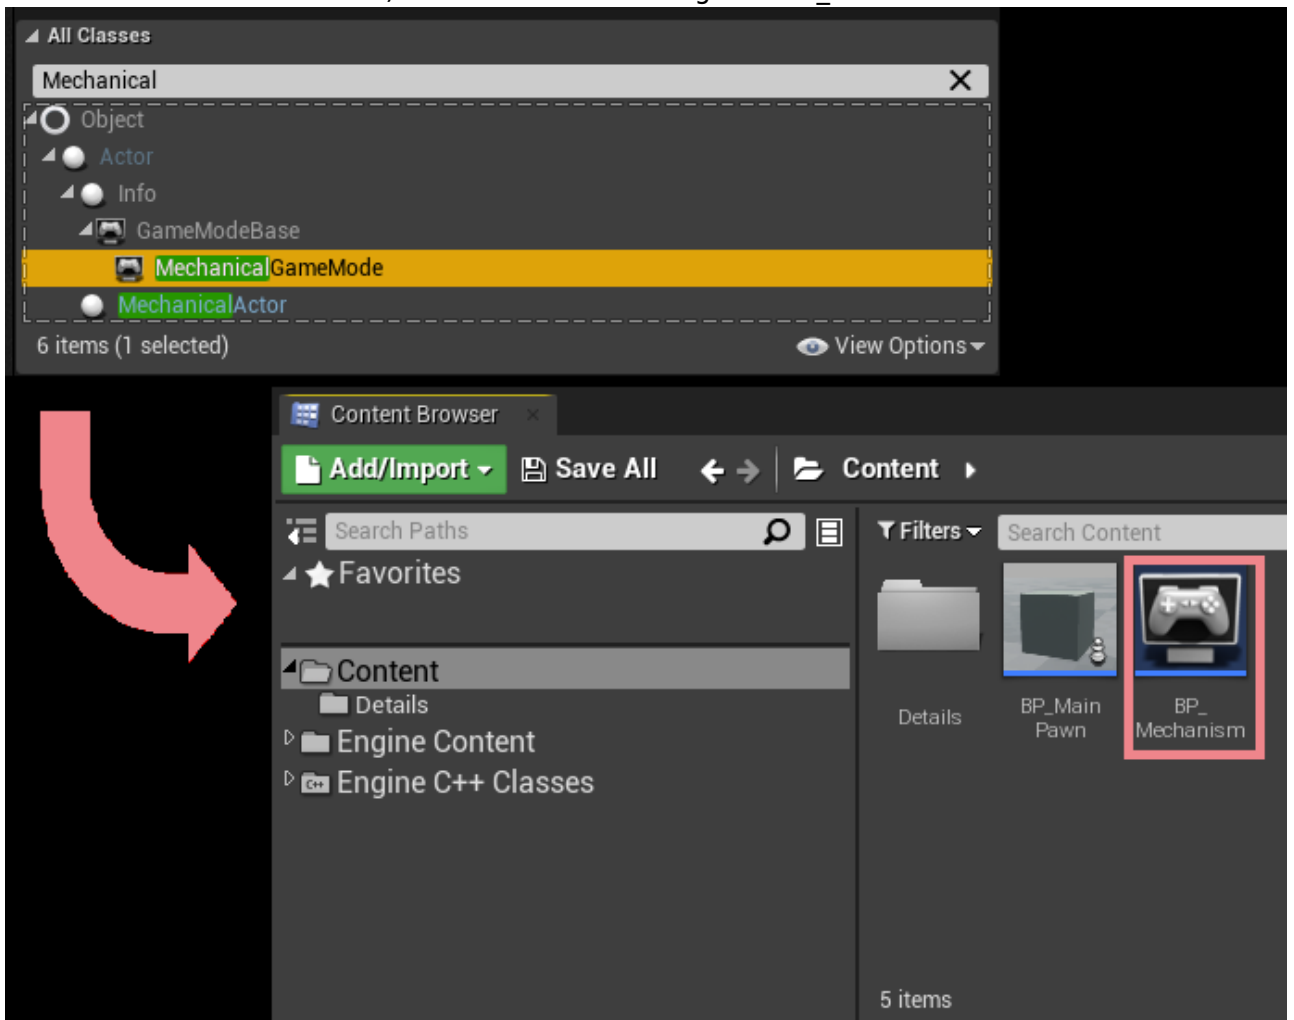 All Classes
Mechanical
Object
Actor
Info
GameModeBase
MechanicalGameMode
MechanicalActor
6 items (1 selected)
View Options
Content Browser
Add/Import
Save All
Content
Search Paths
Filters
Search Content
Favorites
Content
Details
Engine Content
C++
Engine C++ Classes
Details
BP_Main
Pawn
BP_
Mechanism
5 items